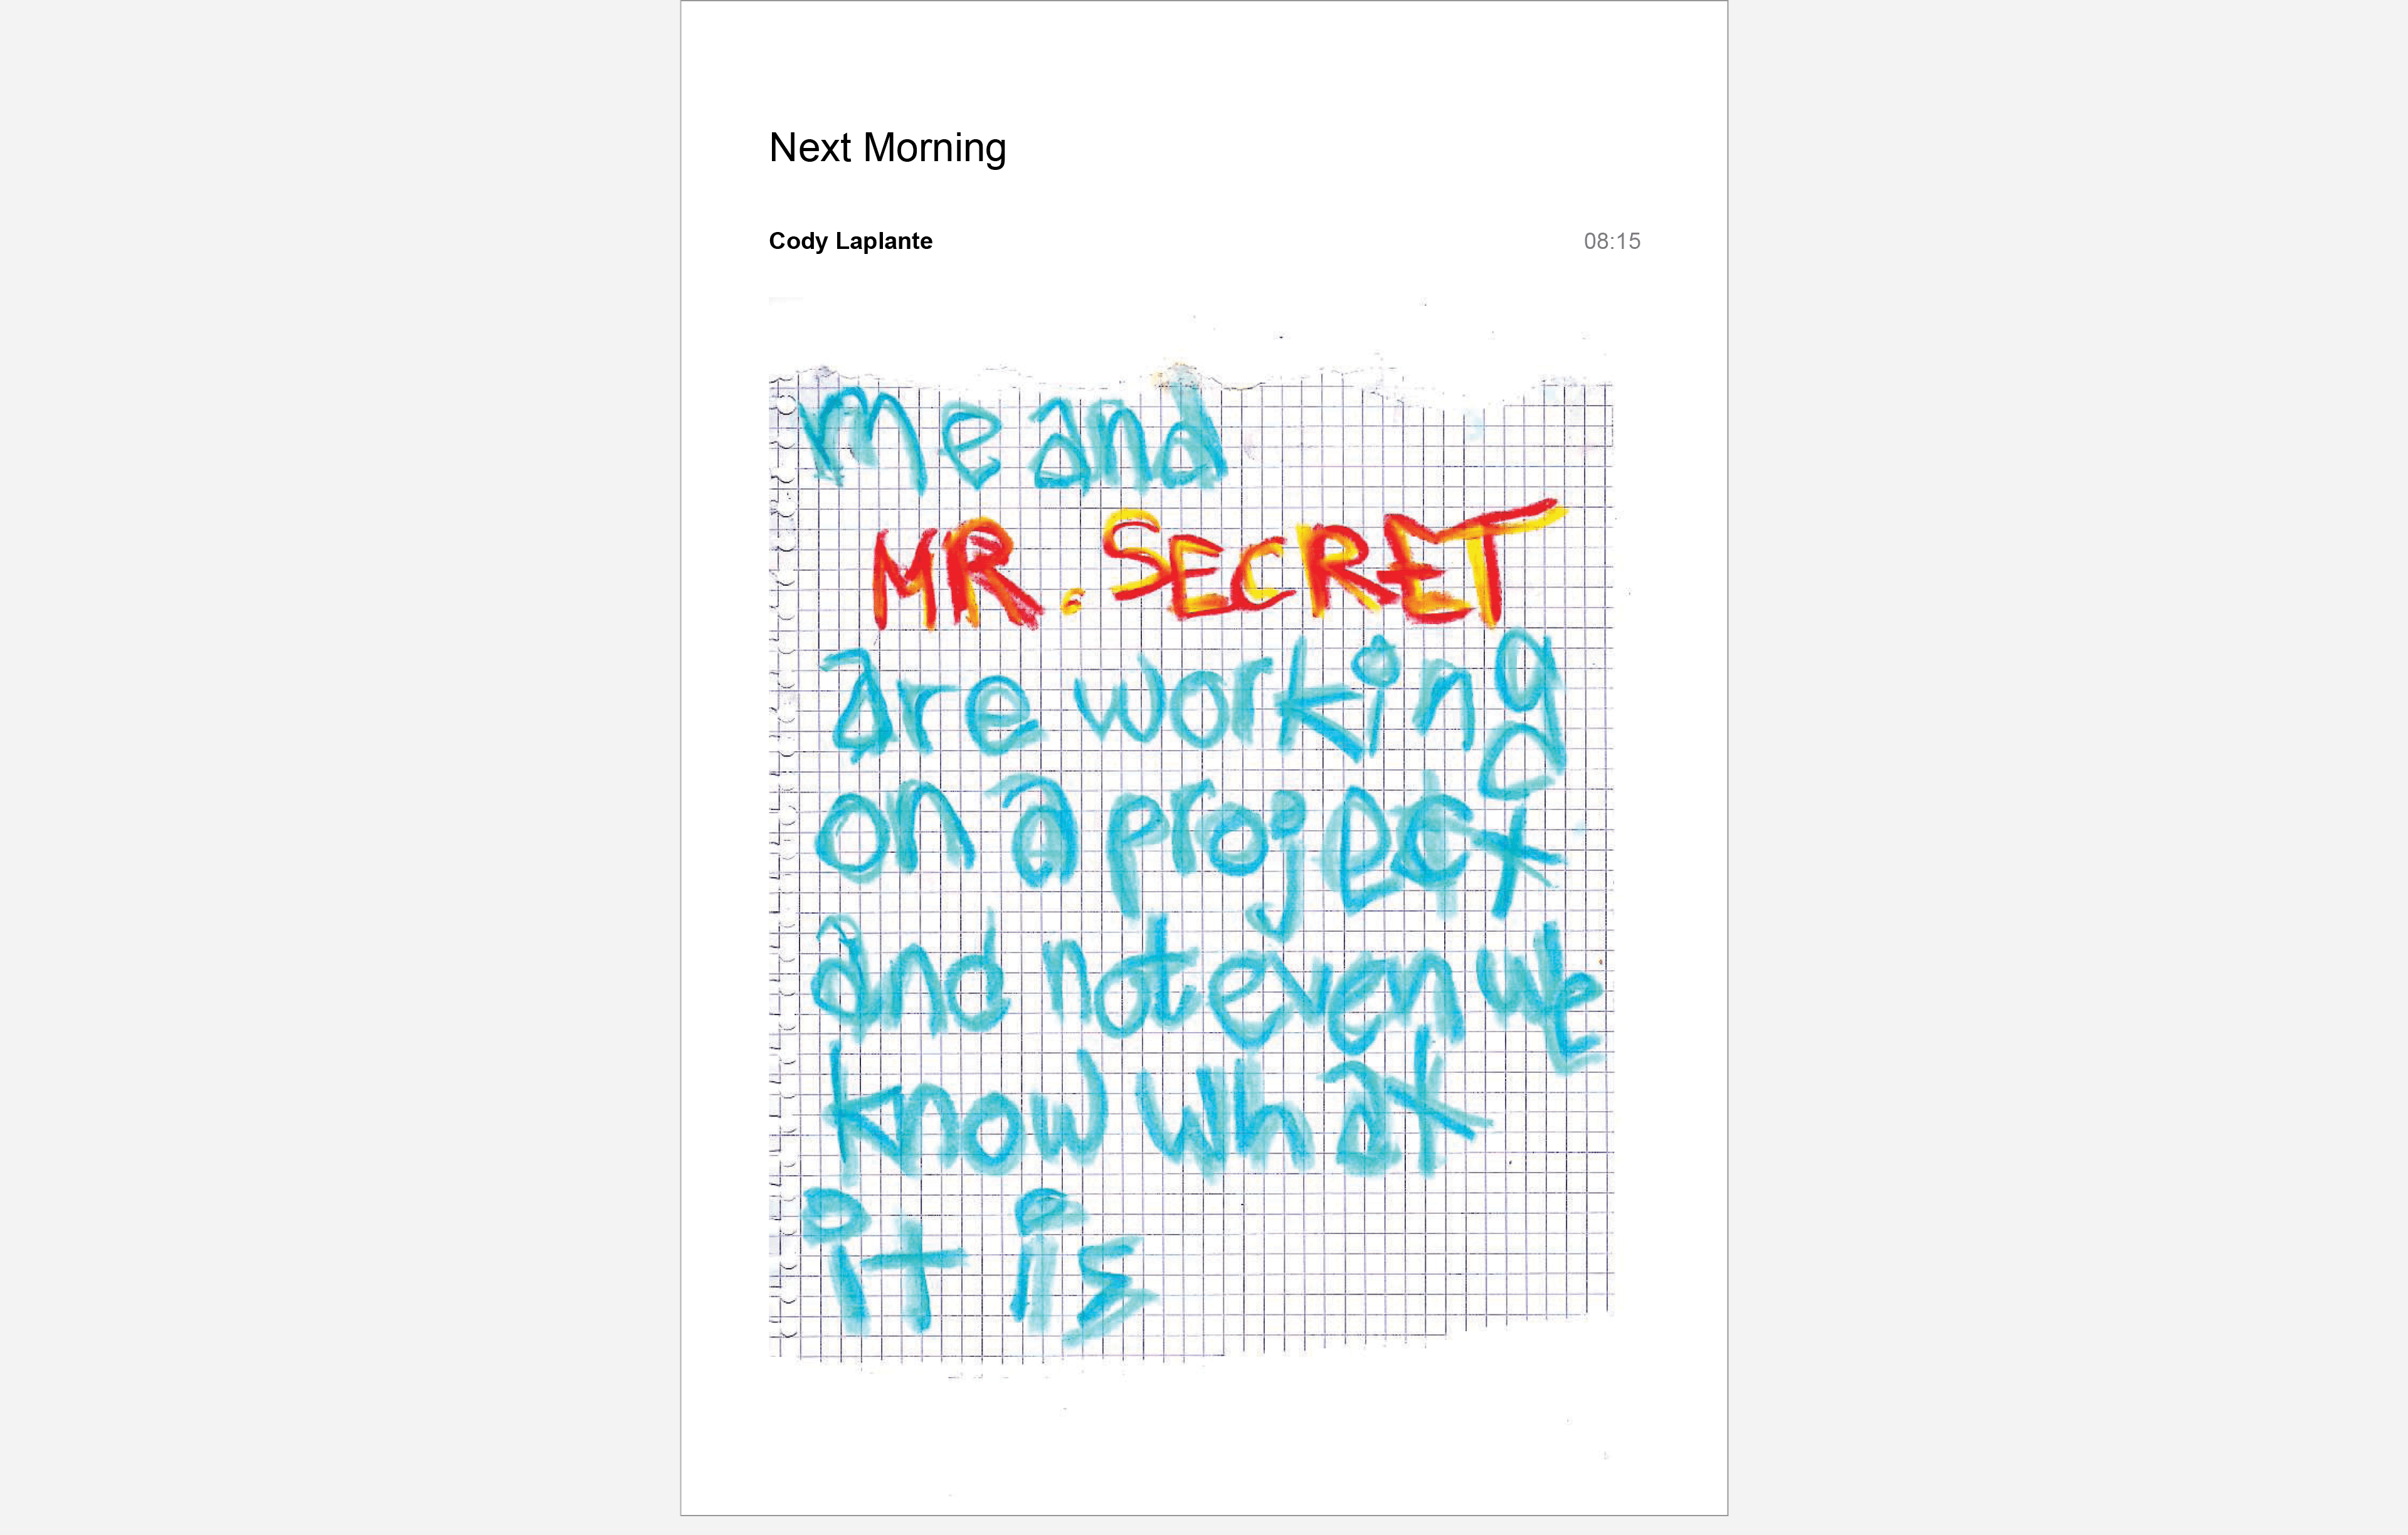 Next Morning
Cody Laplante 08:15
me and
MR. SECRET
are working
on a project
and not even we
know what
it is